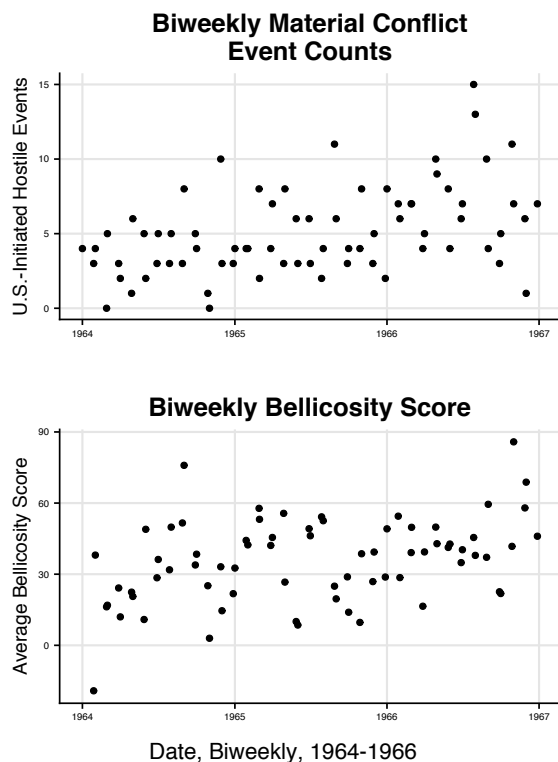 Biweekly Material Conflict
Event Counts
U.S.-Initiated Hostile Events
15
10
5
0
1964
1965
1966
1967
Biweekly Bellicosity Score
Average Bellicosity Score
90
60
30
0
1964
1965
1966
1967
Date, Biweekly, 1964-1966